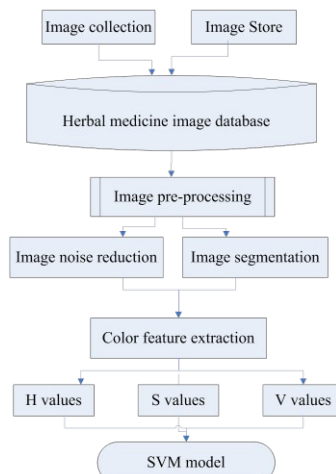 Image collection
Image Store
Herbal medicine image database
Image pre-processing
Image noise reduction
Image segmentation
Color feature extraction
H values
S values
V values
SVM model